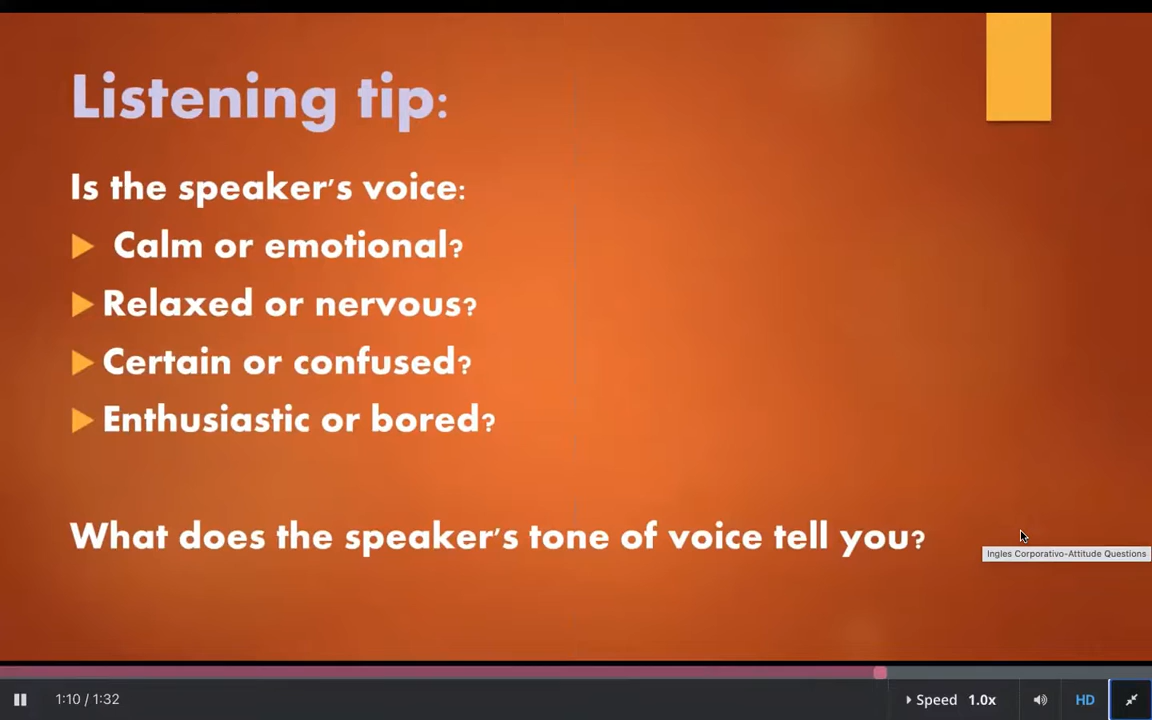 Listening tip:
Is the speaker's voice:
Calm or emotional?
Relaxed or nervous?
Certain or confused?
Enthusiastic or bored?
What does the speaker's tone of voice tell you?
Ingles Corporativo-Attitude Questions
1:10 / 1:32
Speed 1.0x
HD